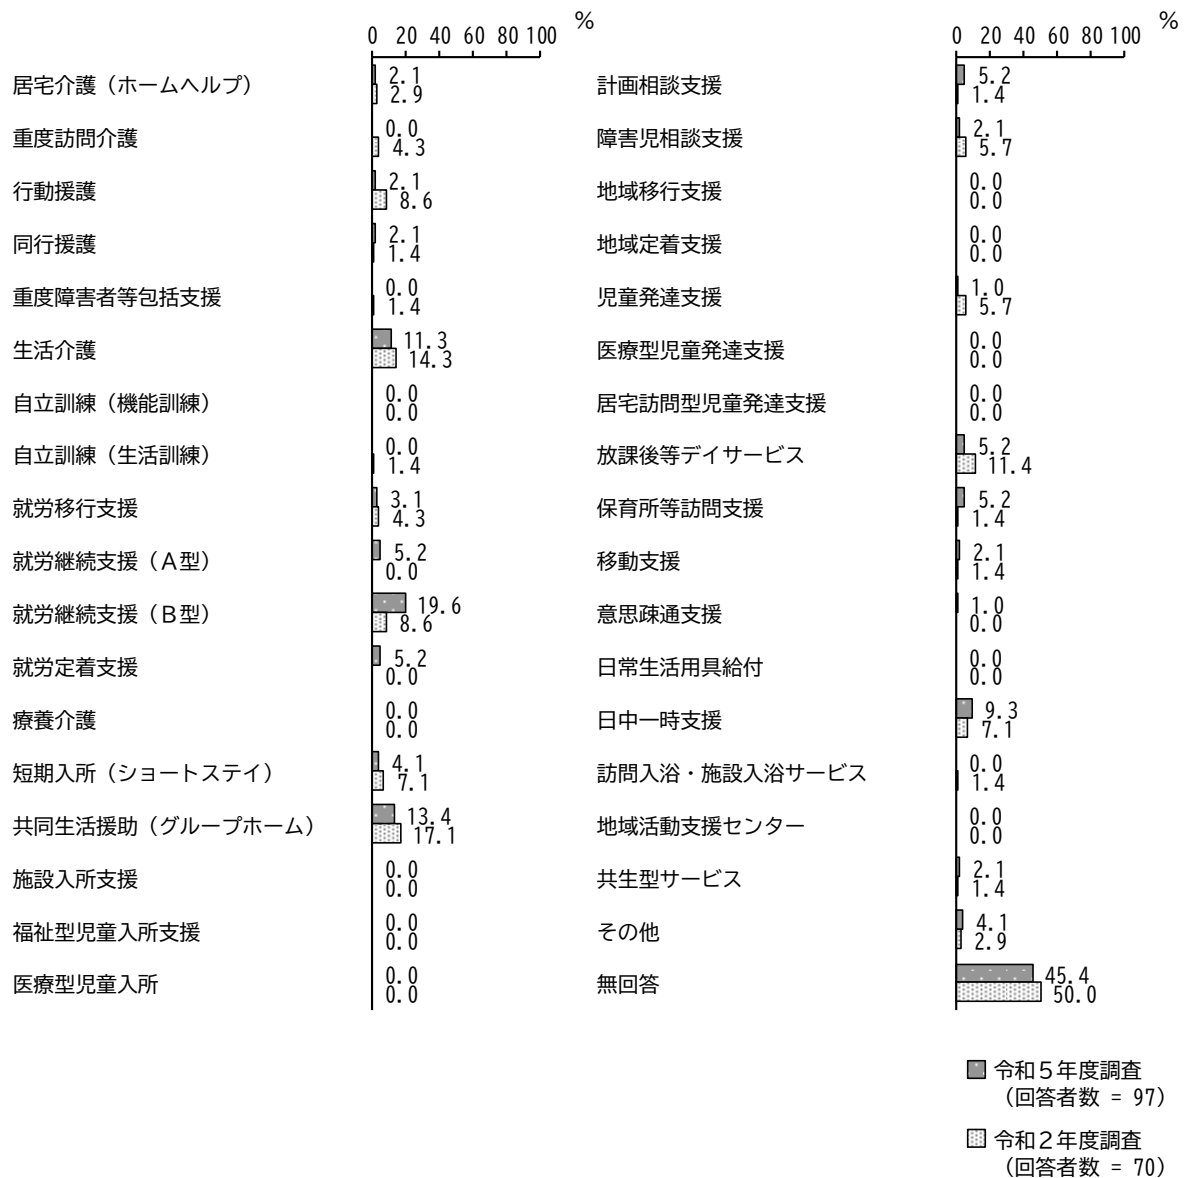 %
0 20 40 60 80 100
居宅介護（ホームヘルプ）
2.1
2.9
重度訪問介護
0.0
4.3
行動援護
2.1
8.6
同行援護
2.1
1.4
重度障害者等包括支援
0.0
1.4
生活介護
11.3
14.3
自立訓練（機能訓練）
0.0
0.0
自立訓練（生活訓練）
0.0
1.4
就労移行支援
3.1
4.3
就労継続支援（Ａ型）
5.2
0.0
就労継続支援（Ｂ型）
19.6
8.6
就労定着支援
5.2
0.0
療養介護
0.0
0.0
短期入所（ショートステイ）
4.1
7.1
共同生活援助（グループホーム）
13.4
17.1
施設入所支援
0.0
0.0
福祉型児童入所支援
0.0
0.0
医療型児童入所
0.0
0.0
%
0 20 40 60 80 100
計画相談支援
5.2
1.4
障害児相談支援
2.1
5.7
地域移行支援
0.0
0.0
地域定着支援
0.0
0.0
児童発達支援
1.0
5.7
医療型児童発達支援
0.0
0.0
居宅訪問型児童発達支援
0.0
0.0
放課後等デイサービス
5.2
11.4
保育所等訪問支援
5.2
1.4
移動支援
2.1
1.4
意思疎通支援
1.0
0.0
日常生活用具給付
0.0
0.0
日中一時支援
9.3
7.1
訪問入浴・施設入浴サービス
0.0
1.4
地域活動支援センター
0.0
0.0
共生型サービス
2.1
1.4
その他
4.1
2.9
無回答
45.4
50.0
令和５年度調査
（回答者数 = 97）
令和２年度調査
（回答者数 = 70）